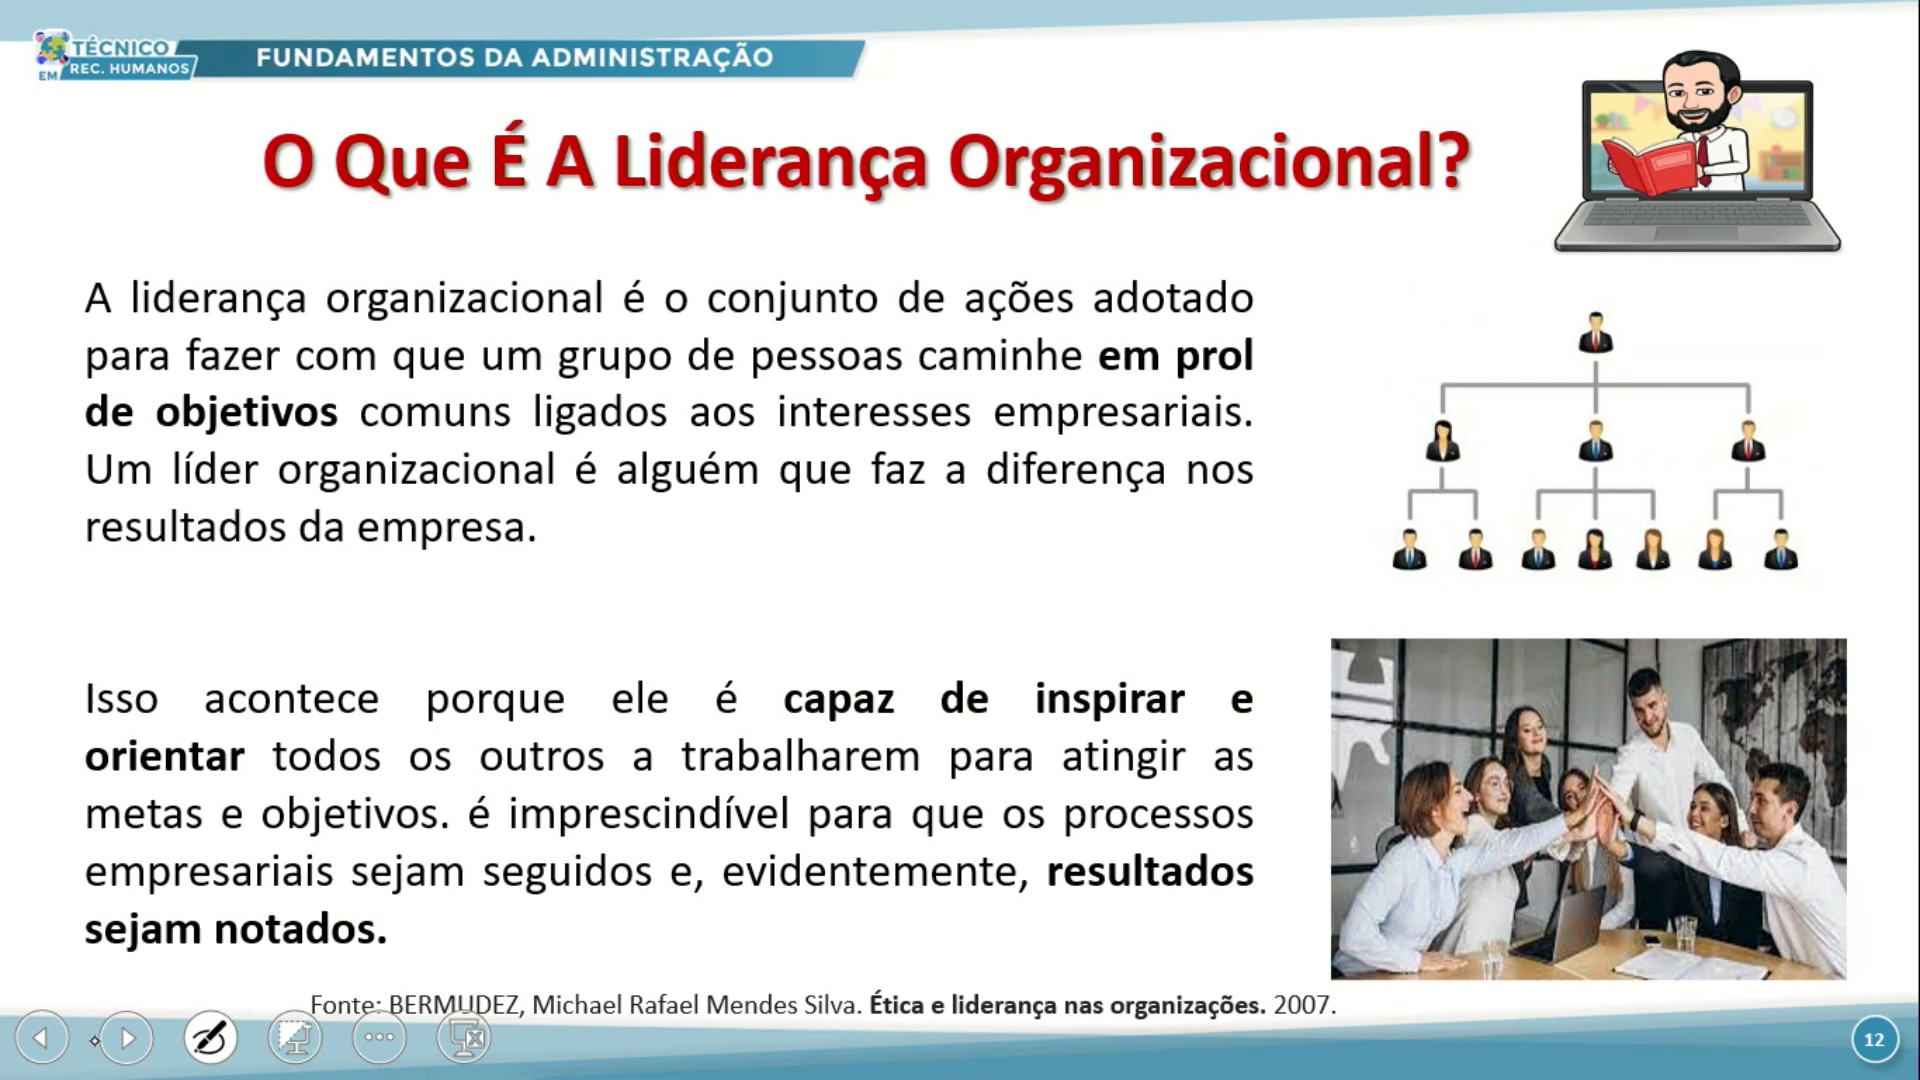 TÉCNICO
EM REC. HUMANOS
FUNDAMENTOS DA ADMINISTRAÇÃO
O Que É A Liderança Organizacional?
A liderança organizacional é o conjunto de ações adotado
para fazer com que um grupo de pessoas caminhe em prol
de objetivos comuns ligados aos interesses empresariais.
Um líder organizacional é alguém que faz a diferença nos
resultados da empresa.
Isso acontece porque ele é capaz de inspirar e
orientar todos os outros a trabalharem para atingir as
metas e objetivos. é imprescindível para que os processos
empresariais sejam seguidos e, evidentemente, resultados
sejam notados.
Fonte: BERMUDEZ, Michael Rafael Mendes Silva. Ética e liderança nas organizações. 2007.
12